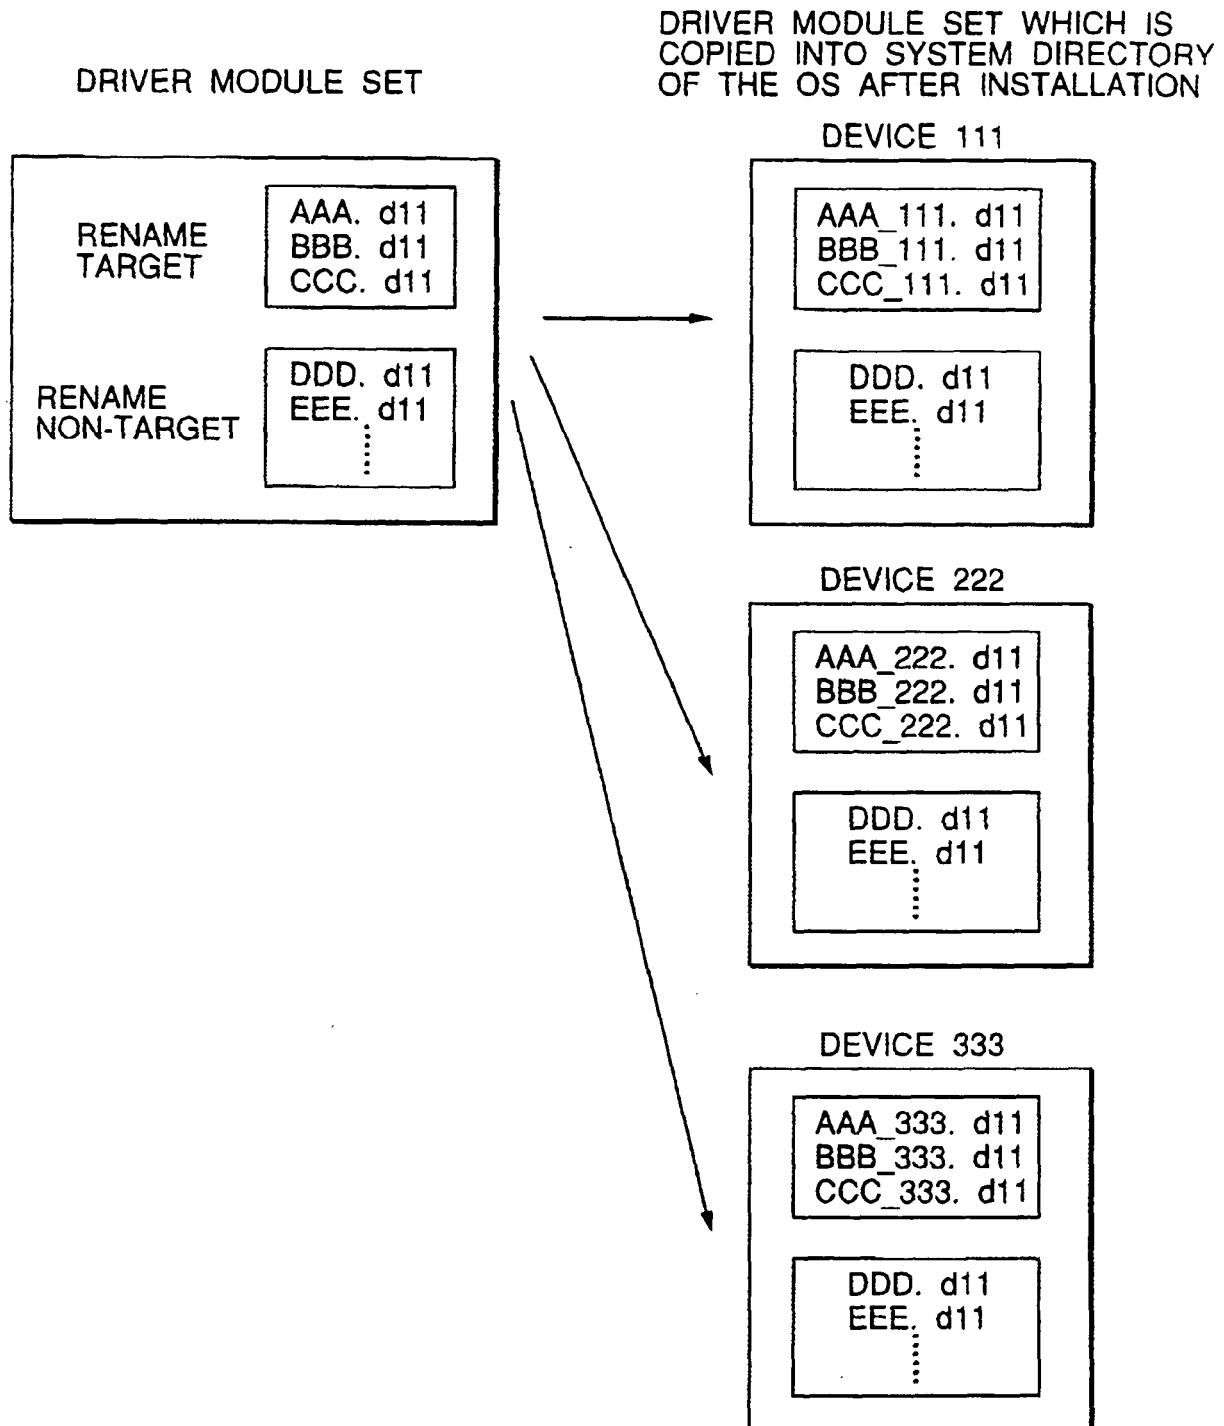 DRIVER MODULE SET
RENAME
TARGET
AAA. d11
BBB. d11
CCC. d11
RENAME
NON-TARGET
DDD. d11
EEE. d11
DRIVER MODULE SET WHICH IS
COPIED INTO SYSTEM DIRECTORY
OF THE OS AFTER INSTALLATION
DEVICE 111
AAA_111. d11
BBB_111. d11
CCC_111. d11
DDD. d11
EEE. d11
DEVICE 222
AAA_222. d11
BBB_222. d11
CCC_222. d11
DDD. d11
EEE. d11
DEVICE 333
AAA_333. d11
BBB_333. d11
CCC_333. d11
DDD. d11
EEE. d11